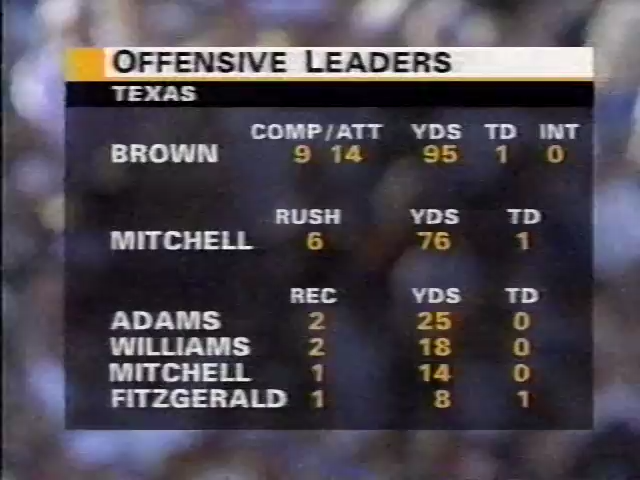 OFFENSIVE LEADERS
TEXAS
COMP/ATT YDS TD INT
BROWN 9 14 95 1 0
RUSH YDS TD
MITCHELL 6 76 1
REC YDS TD
ADAMS 2 25 0
WILLIAMS 2 18 0
MITCHELL 1 14 0
FITZGERALD 1 8 1